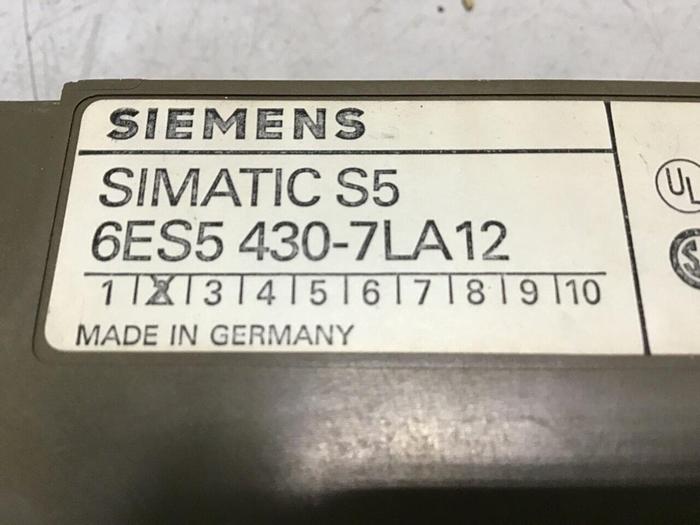 SIEMENS
SIMATIC S5
6ES5 430-7LA12
1 2 3 4 5 6 7 8 9 10
MADE IN GERMANY
UL